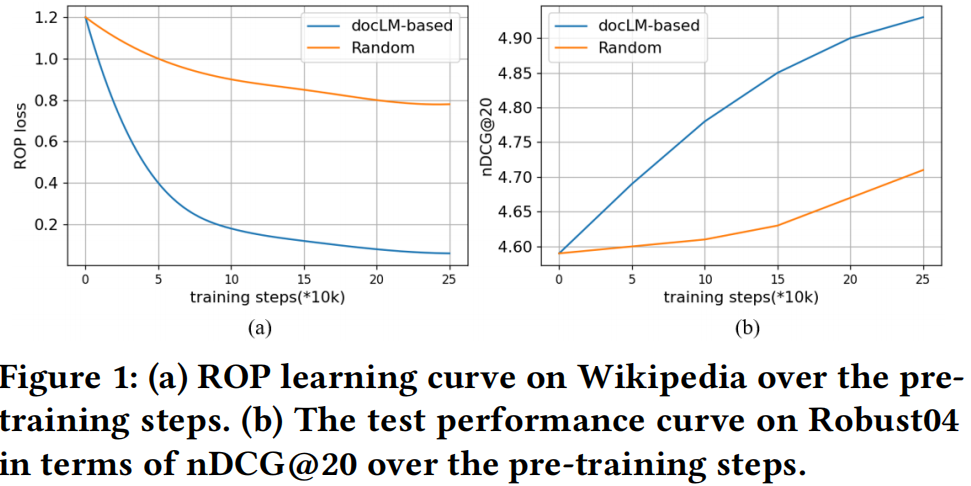 1.2
1.0
0.8
0.6
0.4
0.2
ROP loss
docLM-based
Random
0 5 10 15 20 25
training steps(*10k)
(a)
4.90
4.85
4.80
4.75
4.70
4.65
4.60
nDCG@20
docLM-based
Random
0 5 10 15 20 25
training steps(*10k)
(b)
Figure 1: (a) ROP learning curve on Wikipedia over the pre-
training steps. (b) The test performance curve on Robust04
in terms of nDCG@20 over the pre-training steps.